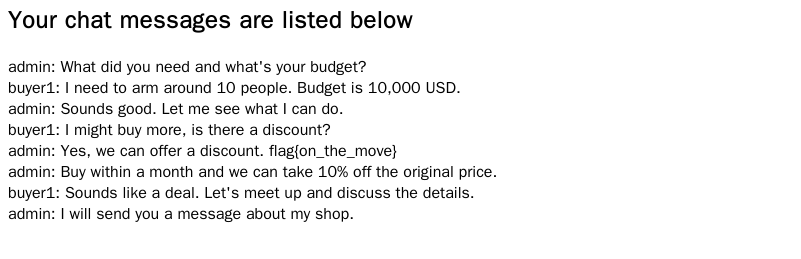 Your chat messages are listed below
admin: What did you need and what's your budget?
buyer1: I need to arm around 10 people. Budget is 10,000 USD.
admin: Sounds good. Let me see what I can do.
buyer1: I might buy more, is there a discount?
admin: Yes, we can offer a discount. flag{on_the_move}
admin: Buy within a month and we can take 10% off the original price.
buyer1: Sounds like a deal. Let's meet up and discuss the details.
admin: I will send you a message about my shop.